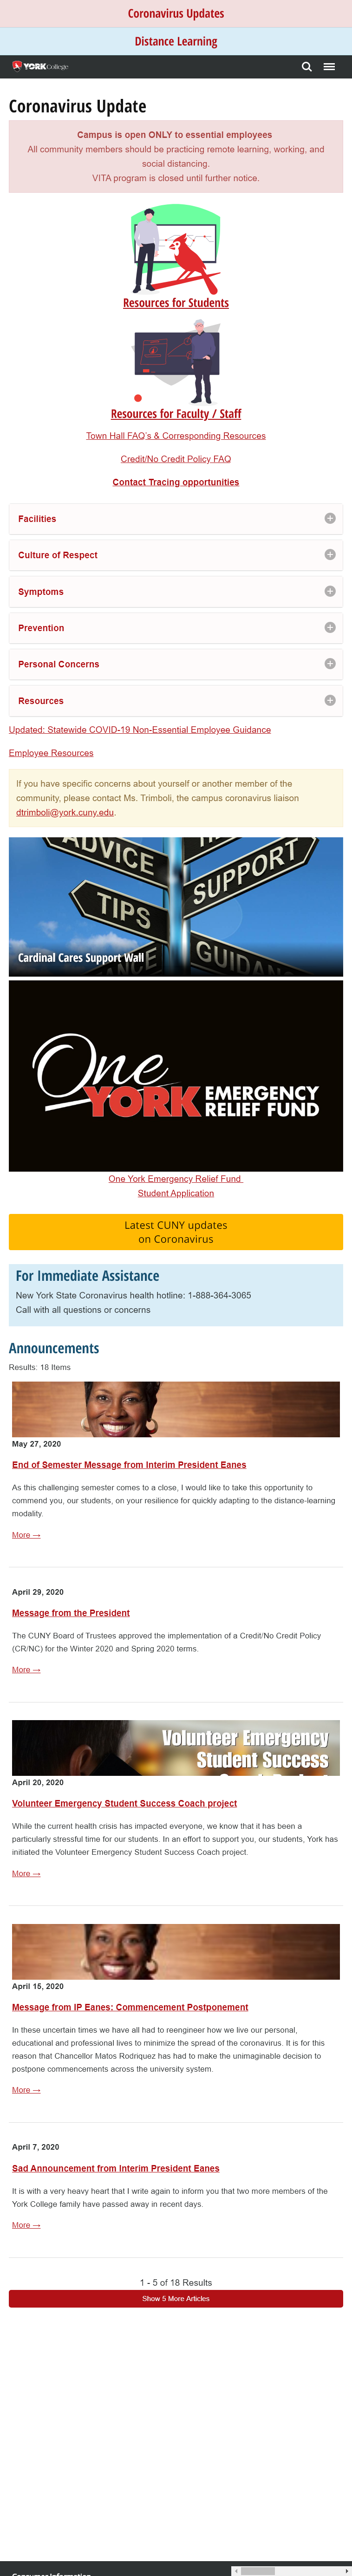 Coronavirus Updates
Distance Learning
YORK College
Coronavirus Update
Campus is open ONLY to essential employees
All community members should be practicing remote learning, working, and
social distancing.
VITA program is closed until further notice.
Resources for Students
Resources for Faculty / Staff
Town Hall FAQ's & Corresponding Resources
Credit/No Credit Policy FAQ
Contact Tracing opportunities
Facilities
Culture of Respect
Symptoms
Prevention
Personal Concerns
Resources
Updated: Statewide COVID-19 Non-Essential Employee Guidance
Employee Resources
If you have specific concerns about yourself or another member of the
community, please contact Ms. Trimboli, the campus coronavirus liaison
dtrimboli@york.cuny.edu.
ADVICE
SUPPORT
TIPS
GUIDANCE
Cardinal Cares Support Wall
One
YORK EMERGENCY
RELIEF FUND
One York Emergency Relief Fund
Student Application
Latest CUNY updates
on Coronavirus
For Immediate Assistance
New York State Coronavirus health hotline: 1-888-364-3065
Call with all questions or concerns
Announcements
Results: 18 Items
May 27, 2020
End of Semester Message from Interim President Eanes
As this challenging semester comes to a close, I would like to take this opportunity to
commend you, our students, on your resilience for quickly adapting to the distance-learning
modality.
More →
April 29, 2020
Message from the President
The CUNY Board of Trustees approved the implementation of a Credit/No Credit Policy
(CR/NC) for the Winter 2020 and Spring 2020 terms.
More →
Volunteer Emergency
Student Success
April 20, 2020
Volunteer Emergency Student Success Coach project
While the current health crisis has impacted everyone, we know that it has been a
particularly stressful time for our students. In an effort to support you, our students, York has
initiated the Volunteer Emergency Student Success Coach project.
More →
April 15, 2020
Message from IP Eanes: Commencement Postponement
In these uncertain times we have all had to reengineer how we live our personal,
educational and professional lives to minimize the spread of the coronavirus. It is for this
reason that Chancellor Matos Rodriquez has had to make the unimaginable decision to
postpone commencements across the university system.
More →
April 7, 2020
Sad Announcement from Interim President Eanes
It is with a very heavy heart that I write again to inform you that two more members of the
York College family have passed away in recent days.
More →
1 - 5 of 18 Results
Show 5 More Articles
Consumer Information